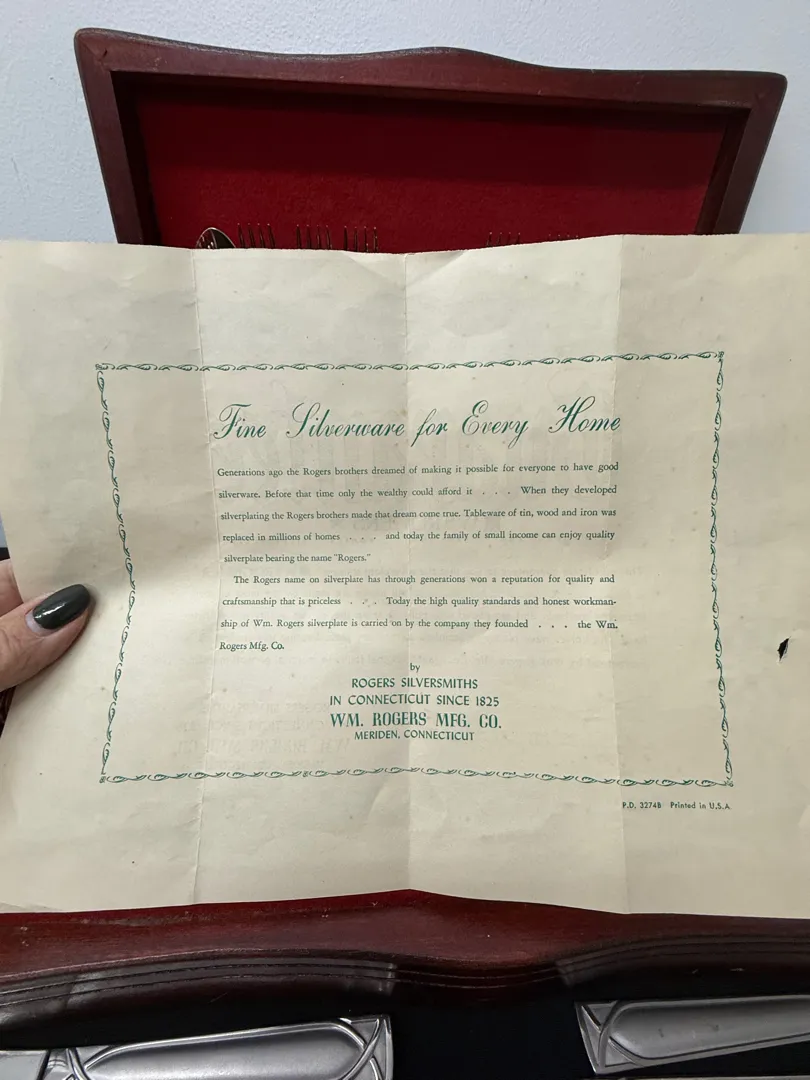 Fine Silverware for Every Home
Generations ago the Rogers brothers dreamed of making it possible for everyone to have good
silverware. Before that time only the wealthy could afford it . . . When they developed
silverplating the Rogers brothers made that dream come true. Tableware of tin, wood and iron was
replaced in millions of homes . . . . and today the family of small income can enjoy quality
silverplate bearing the name "Rogers."
The Rogers name on silverplate has through generations won a reputation for quality and
craftsmanship that is priceless . . . . Today the high quality standards and honest workman-
ship of Wm. Rogers silverplate is carried on by the company they founded . . . the Wm.
Rogers Mfg. Co.
by
ROGERS SILVERSMITHS
IN CONNECTICUT SINCE 1825
WM. ROGERS MFG. CO.
MERIDEN, CONNECTICUT
P.D. 3274B Printed in U.S.A.